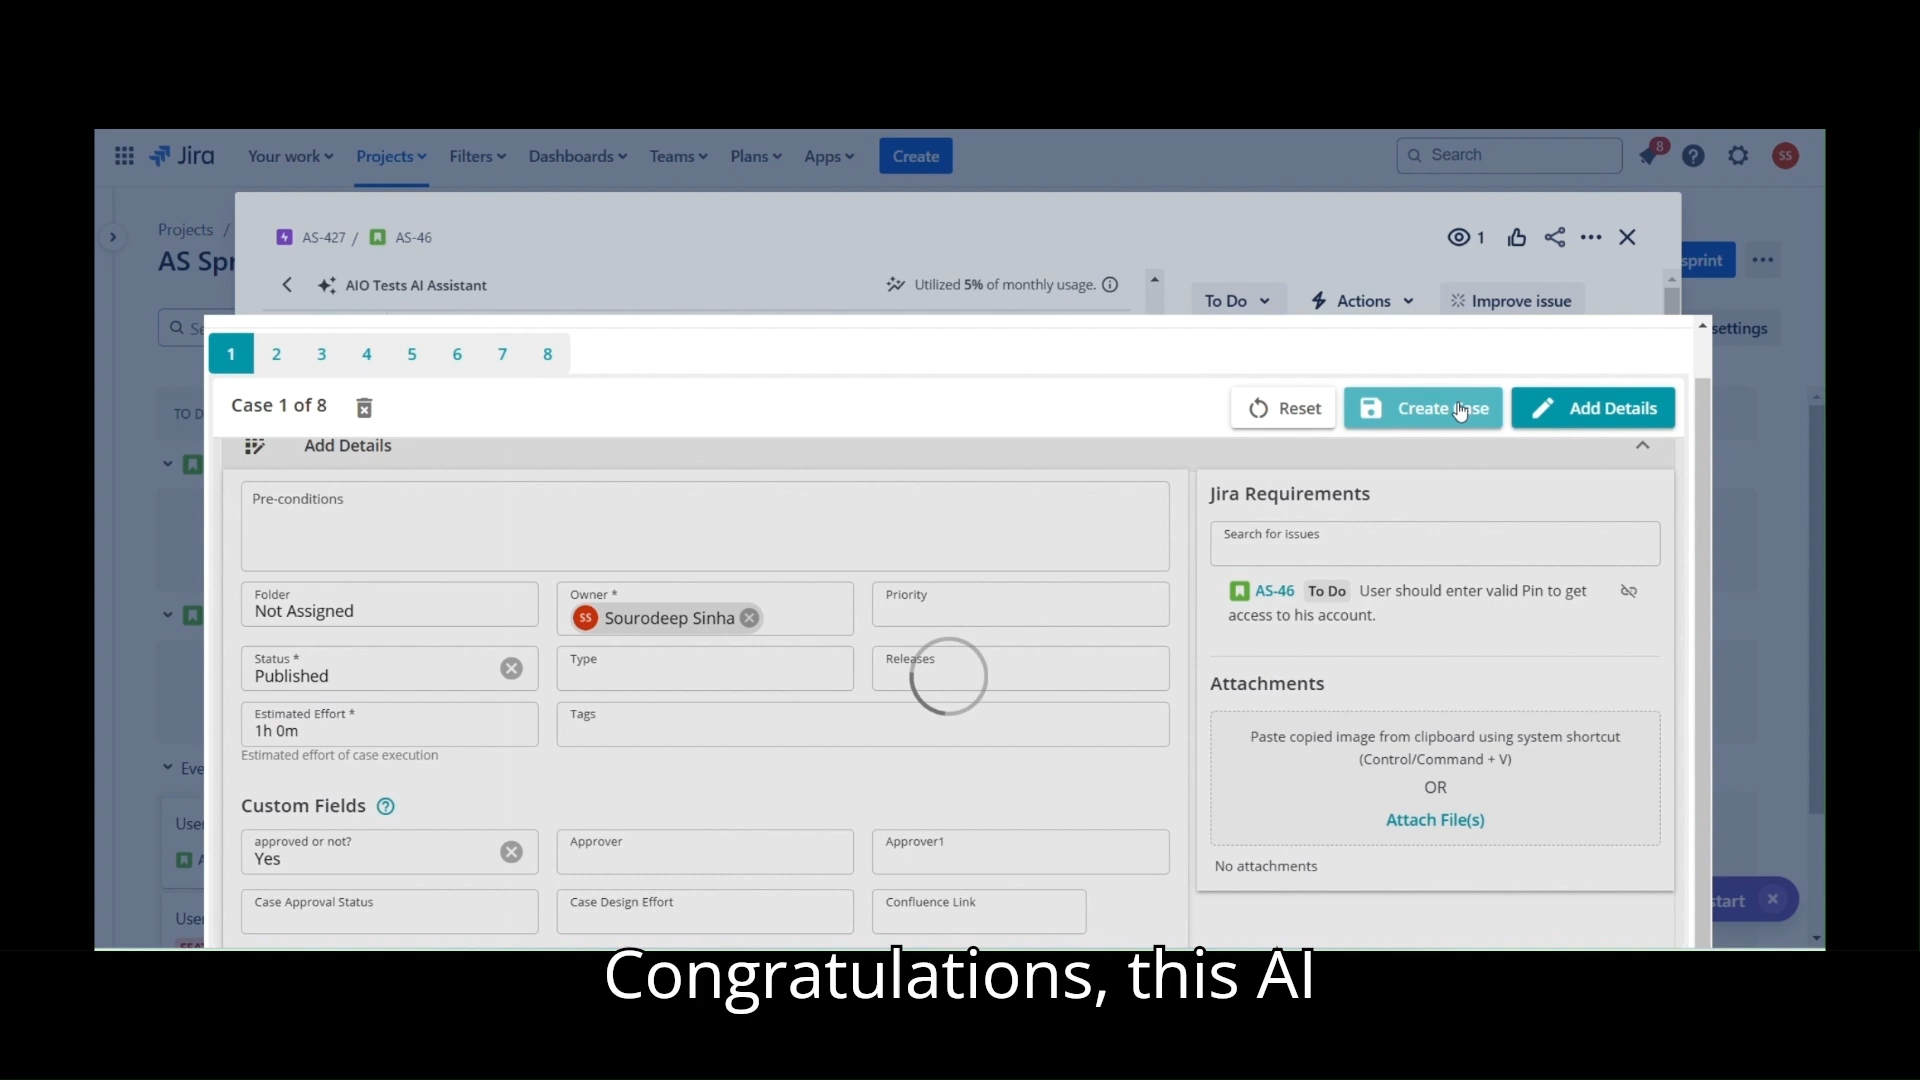 Jira Your work Projects Filters Dashboards Teams Plans Apps Create Search 8 SS
Projects /
AS-427 / AS-46 1
AS Spr
sprint
AIO Tests AI Assistant Utilized 5% of monthly usage.
To Do Actions Improve issue
settings
1 2 3 4 5 6 7 8
Case 1 of 8 Reset Create Add Details
TO D
Add Details
Pre-conditions
Folder
Not Assigned
Owner *
SS Sourodeep Sinha
Priority
Status *
Published
Type
Releases
Estimated Effort *
1h 0m
Tags
Estimated effort of case execution
Custom Fields
approved or not?
Yes
Approver
Approver1
Case Approval Status
Case Design Effort
Confluence Link
Jira Requirements
Search for issues
AS-46 To Do User should enter valid Pin to get
access to his account.
Attachments
Paste copied image from clipboard using system shortcut
(Control/Command + V)
OR
Attach File(s)
No attachments
Eve
User
User
start
Congratulations, this AI